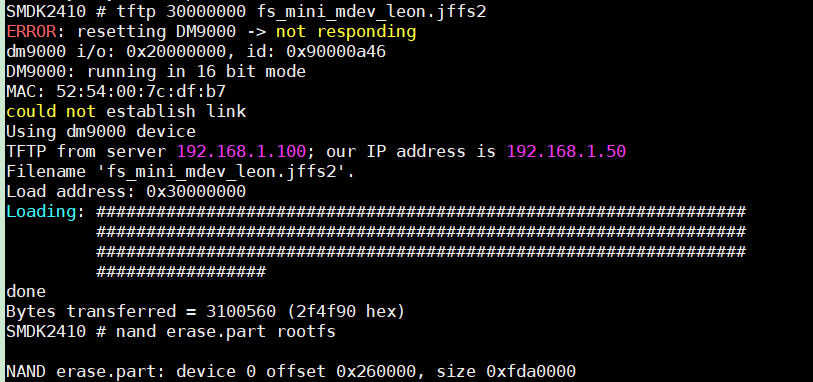 SMDK2410 # tftp 30000000 fs_mini_mdev_leon.jffs2
ERROR: resetting DM9000 -> not responding
dm9000 i/o: 0x20000000, id: 0x90000a46
DM9000: running in 16 bit mode
MAC: 52:54:00:7c:df:b7
could not establish link
Using dm9000 device
TFTP from server 192.168.1.100; our IP address is 192.168.1.50
Filename 'fs_mini_mdev_leon.jffs2'.
Load address: 0x30000000
Loading: #################################################################
#################################################################
#################################################################
#################
done
Bytes transferred = 3100560 (2f4f90 hex)
SMDK2410 # nand erase.part rootfs
NAND erase.part: device 0 offset 0x260000, size 0xfda0000